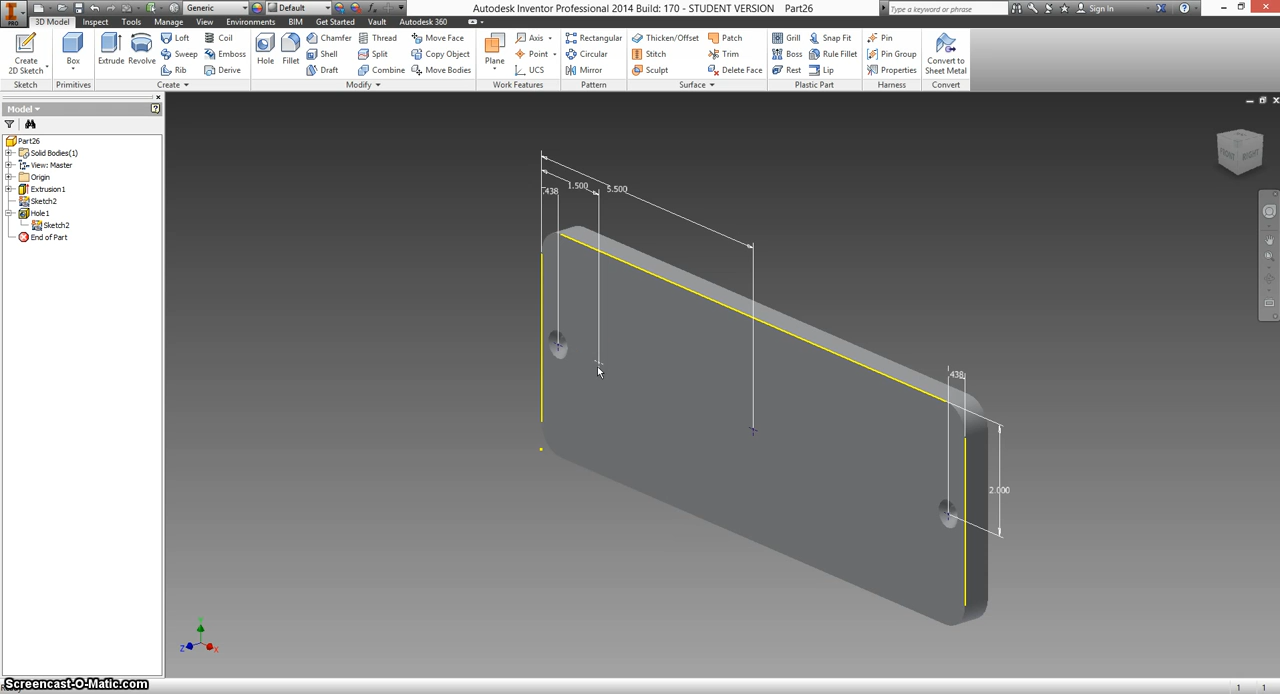 Generic
Default
Autodesk Inventor Professional 2014 Build: 170 - STUDENT VERSION Part26
Type a keyword or phrase
Sign In
PRO
3D Model
Inspect
Tools
Manage
View
Environments
BIM
Get Started
Vault
Autodesk 360
Create
2D Sketch
Box
Extrude
Revolve
Loft
Sweep
Rib
Coil
Emboss
Derive
Hole
Fillet
Chamfer
Shell
Draft
Thread
Split
Combine
Move Face
Copy Object
Move Bodies
Plane
Axis
Point
UCS
Rectangular
Circular
Mirror
Thicken/Offset
Stitch
Sculpt
Patch
Trim
Delete Face
Grill
Boss
Rest
Snap Fit
Rule Fillet
Lip
Pin
Pin Group
Properties
Convert to
Sheet Metal
Sketch
Primitives
Create
Modify
Work Features
Pattern
Surface
Plastic Part
Harness
Convert
Model
Part26
Solid Bodies(1)
View: Master
Origin
Extrusion1
Sketch2
Hole1
Sketch2
End of Part
.438
1.500
5.500
.438
2.000
FRONT
RIGHT
Y
Z
X
Screencast-O-Matic.com
1
1